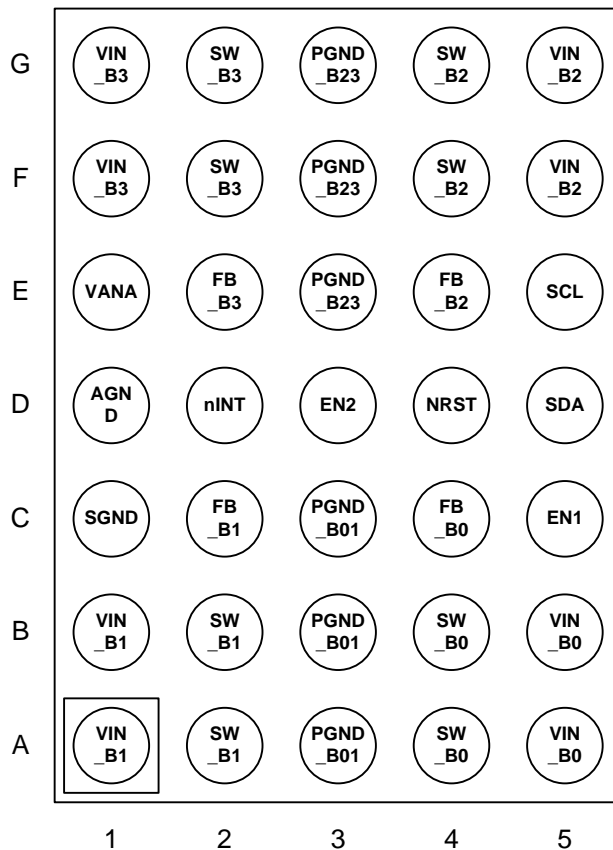 G
VIN _B3
SW _B3
PGND _B23
SW _B2
VIN _B2
F
VIN _B3
SW _B3
PGND _B23
SW _B2
VIN _B2
E
VANA
FB _B3
PGND _B23
FB _B2
SCL
D
AGN D
nINT
EN2
NRST
SDA
C
SGND
FB _B1
PGND _B01
FB _B0
EN1
B
VIN _B1
SW _B1
PGND _B01
SW _B0
VIN _B0
A
VIN _B1
SW _B1
PGND _B01
SW _B0
VIN _B0
1 2 3 4 5